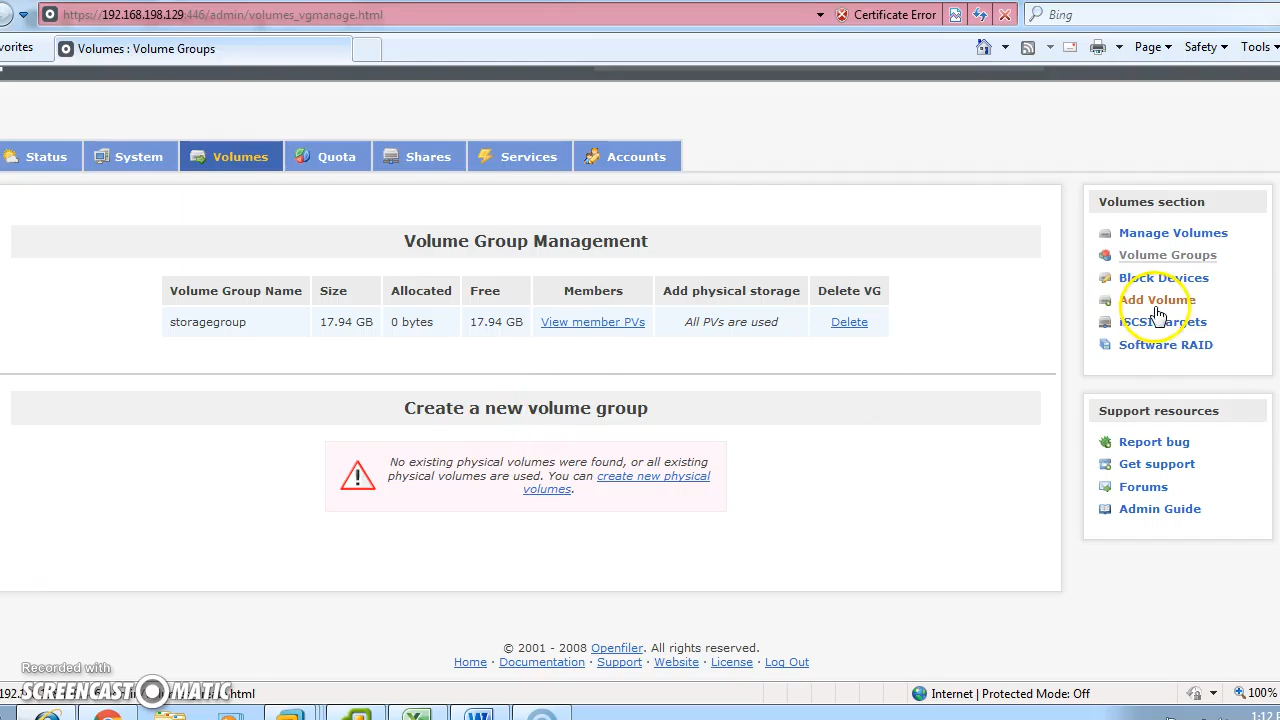 https://192.168.198.129:446/admin/volumes_vgmanage.html
Certificate Error
Bing
orites
Volumes : Volume Groups
Page
Safety
Tools
Status
System
Volumes
Quota
Shares
Services
Accounts
Volume Group Management
Volume Group Name Size Allocated Free Members Add physical storage Delete VG
storagegroup 17.94 GB 0 bytes 17.94 GB View member PVs All PVs are used Delete
Create a new volume group
No existing physical volumes were found, or all existing
physical volumes are used. You can create new physical
volumes.
Volumes section
Manage Volumes
Volume Groups
Block Devices
Add Volume
iSCSI Targets
Software RAID
Support resources
Report bug
Get support
Forums
Admin Guide
© 2001 - 2008 Openfiler. All rights reserved.
Home - Documentation - Support - Website - License - Log Out
Recorded with
SCREENCAST MATIC
192. html
Internet | Protected Mode: Off
100%